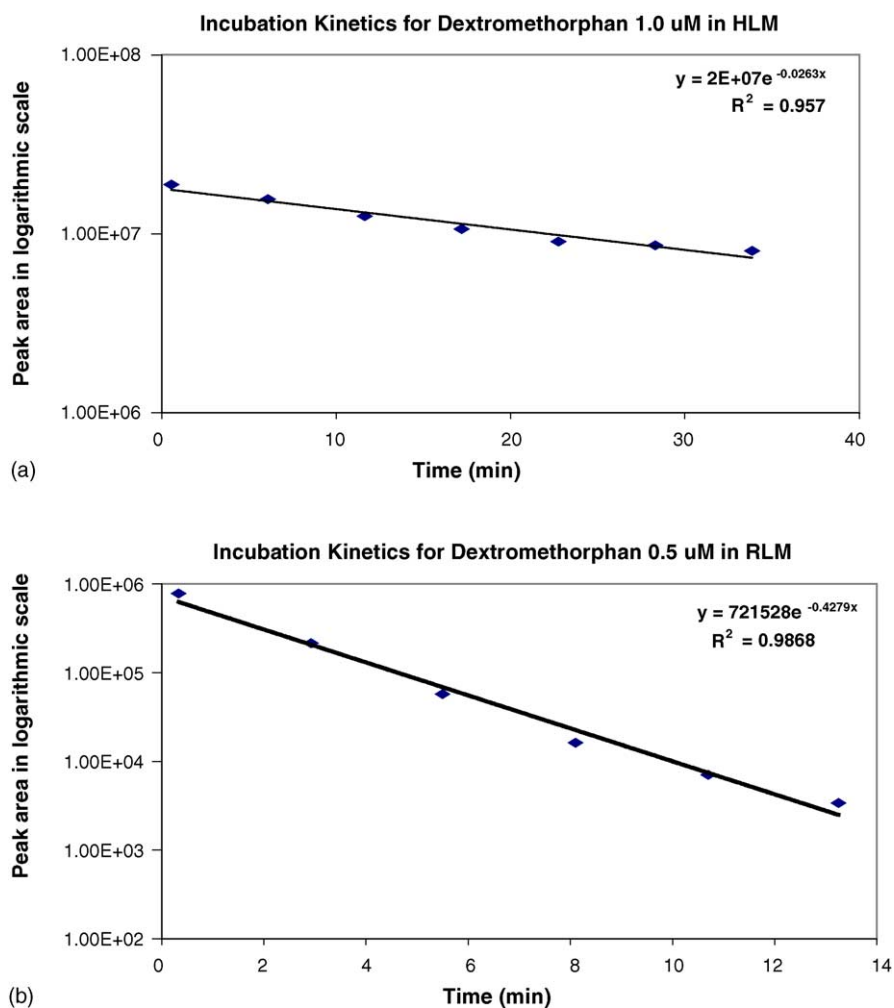 Incubation Kinetics for Dextromethorphan 1.0 uM in HLM
1.00E+08
y = 2E+07e -0.0263x
R2 = 0.957
Peak area in logarithmic scale
1.00E+07
1.00E+06
0 10 20 30 40
Time (min)
(a)
Incubation Kinetics for Dextromethorphan 0.5 uM in RLM
1.00E+06
y = 721528e -0.4279x
R2 = 0.9868
Peak area in logarithmic scale
1.00E+05
1.00E+04
1.00E+03
1.00E+02
0 2 4 6 8 10 12 14
Time (min)
(b)